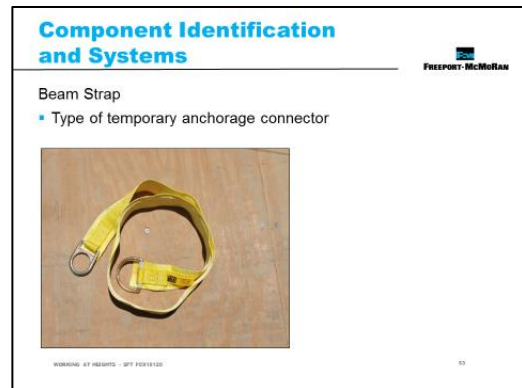 Component Identification
and Systems
FCX
FREEPORT-McMoRAN
Beam Strap
▪ Type of temporary anchorage connector
WORKING AT HEIGHTS - SFT FCX1012C
53